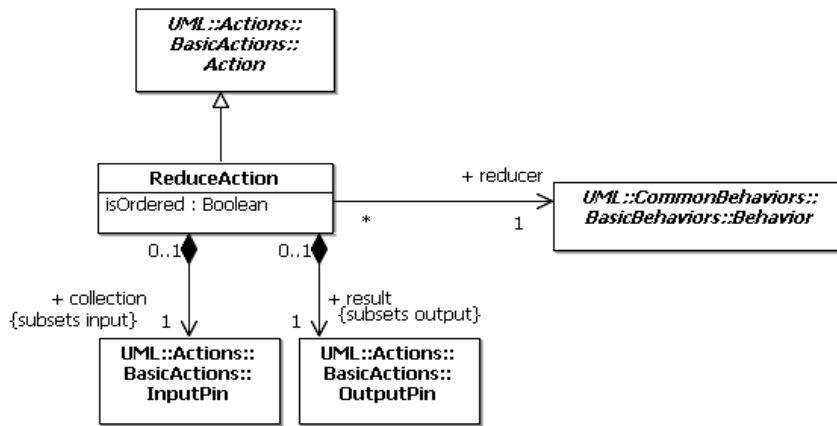 UML::Actions::
BasicActions::
Action
ReduceAction
isOrdered : Boolean
+ reducer
*
1
UML::CommonBehaviors::
BasicBehaviors::Behavior
0..1
0..1
+ collection
{subsets input}
1
+ result
{subsets output}
1
UML::Actions::
BasicActions::
InputPin
UML::Actions::
BasicActions::
OutputPin